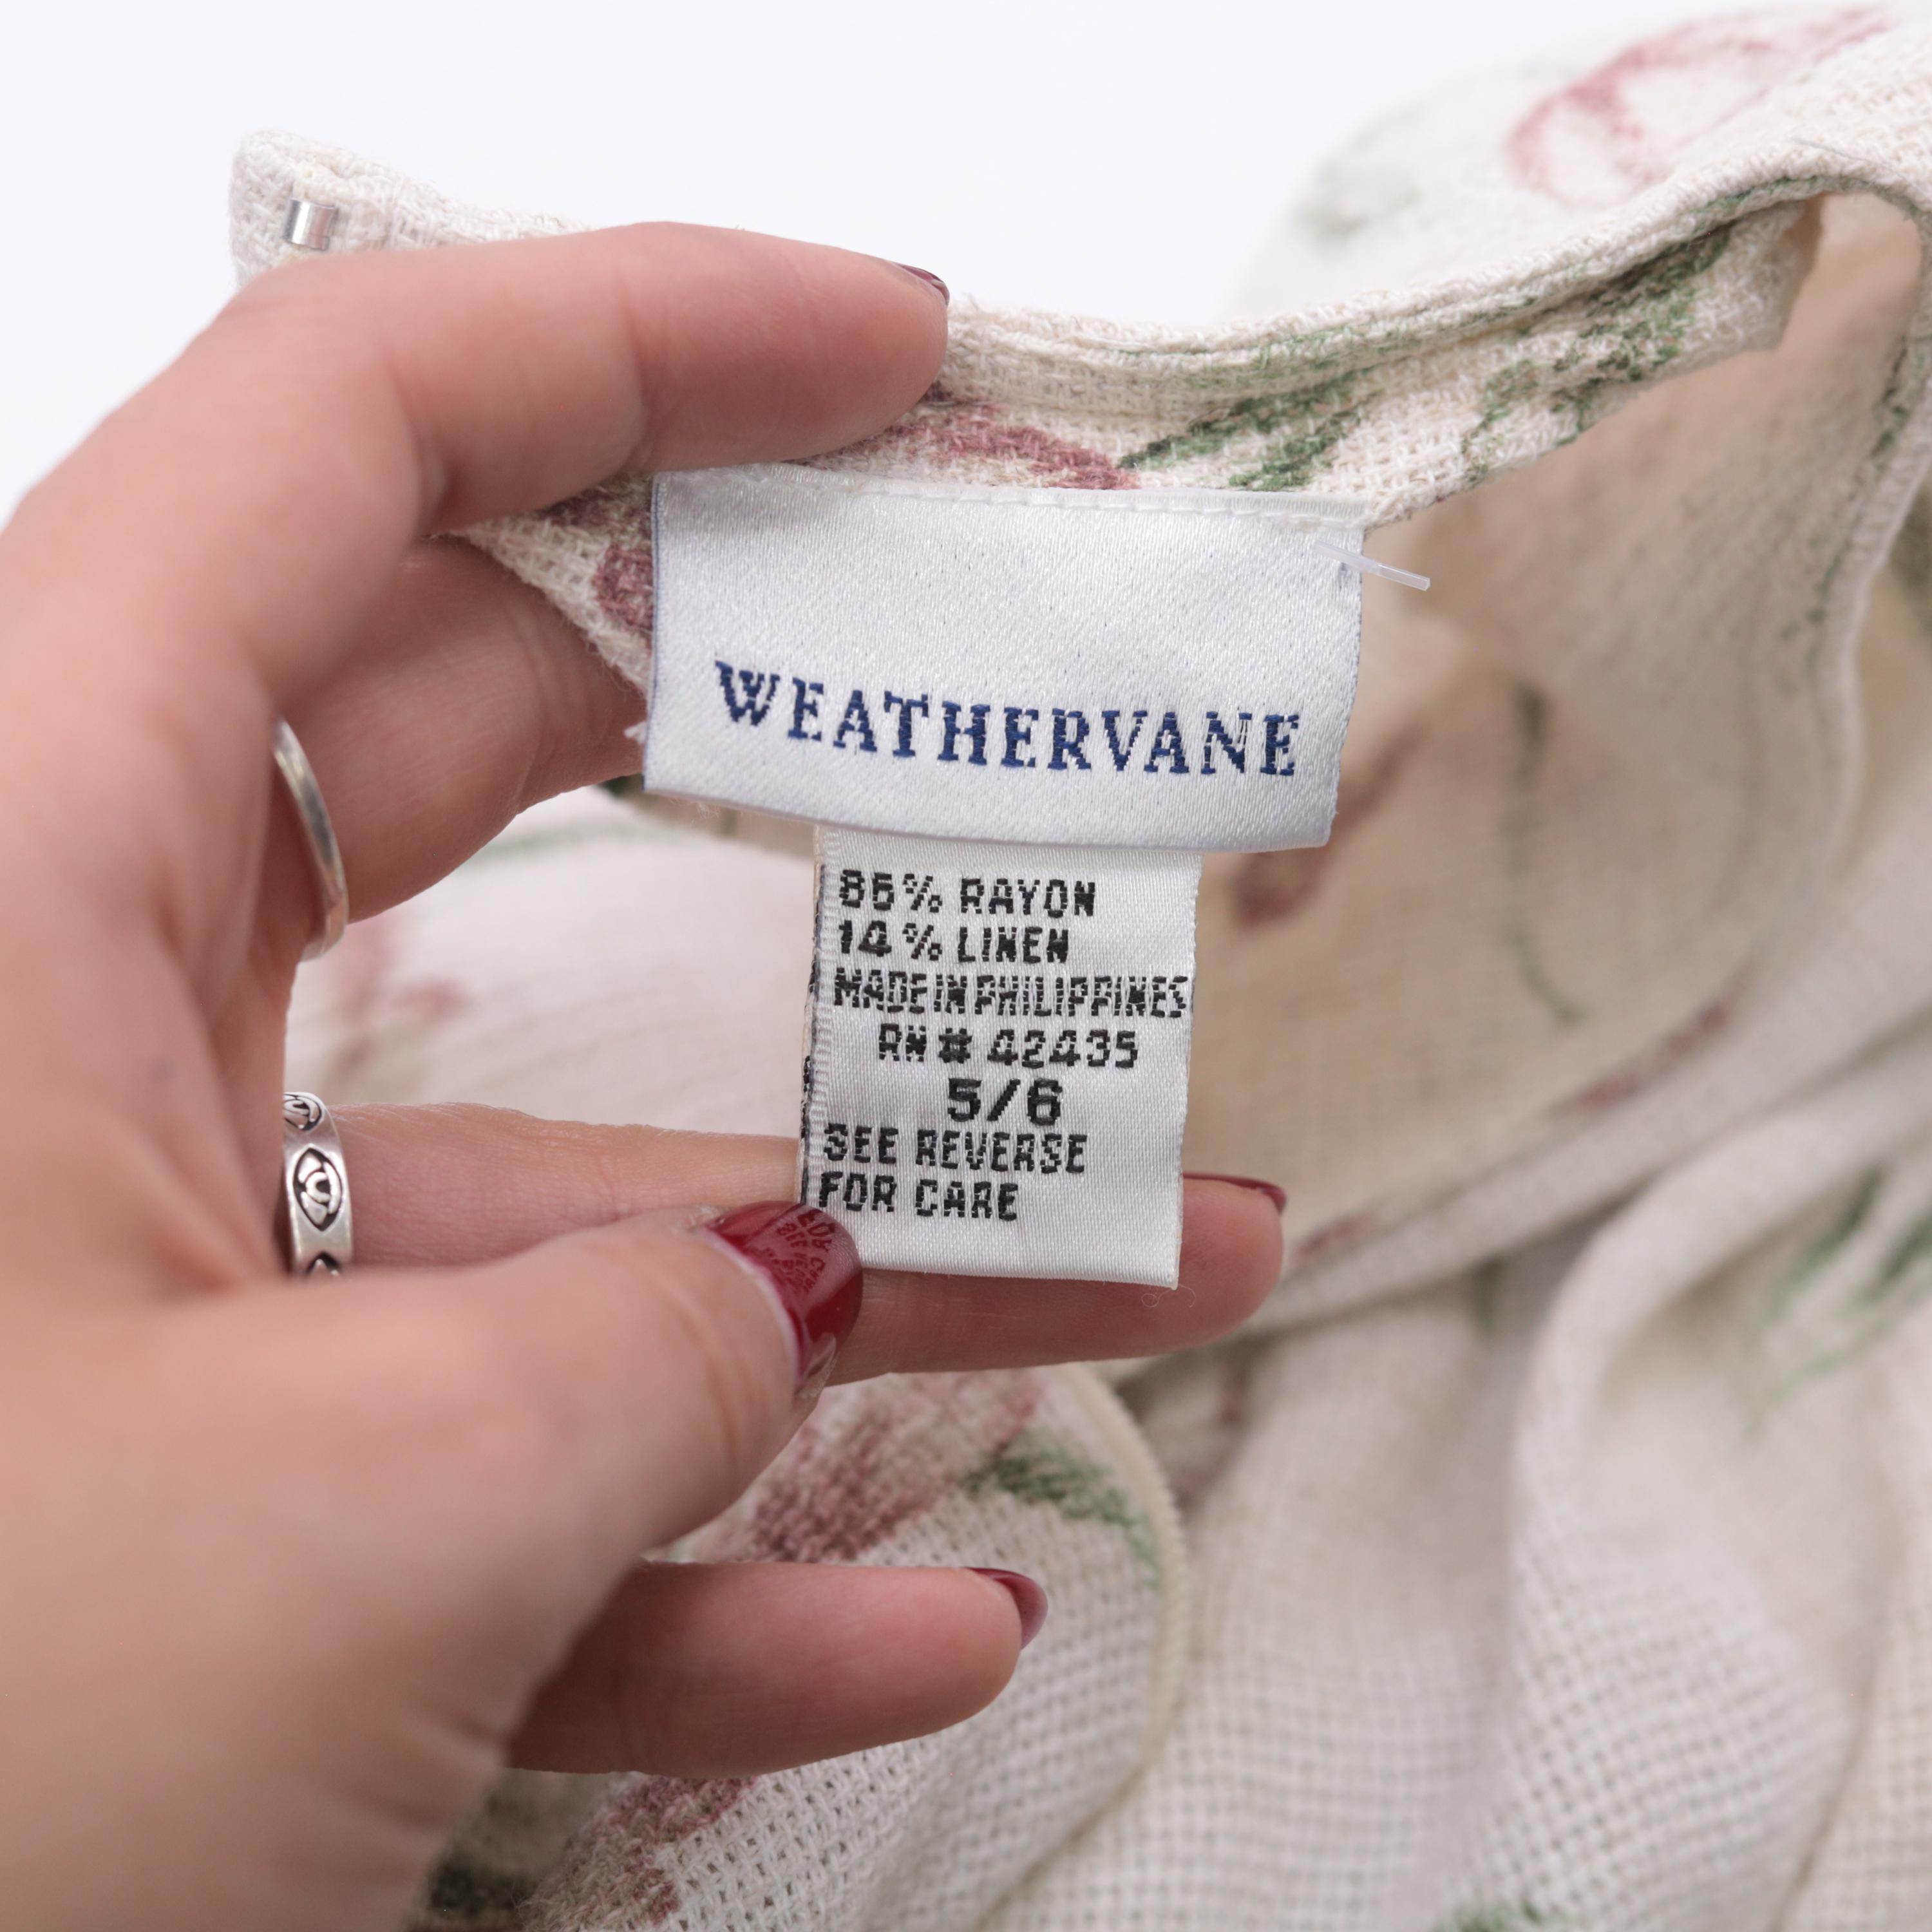 WEATHERVANE
86% RAYON
14% LINEN
MADE IN PHILIPPINES
RN # 42435
5/6
SEE REVERSE
FOR CARE